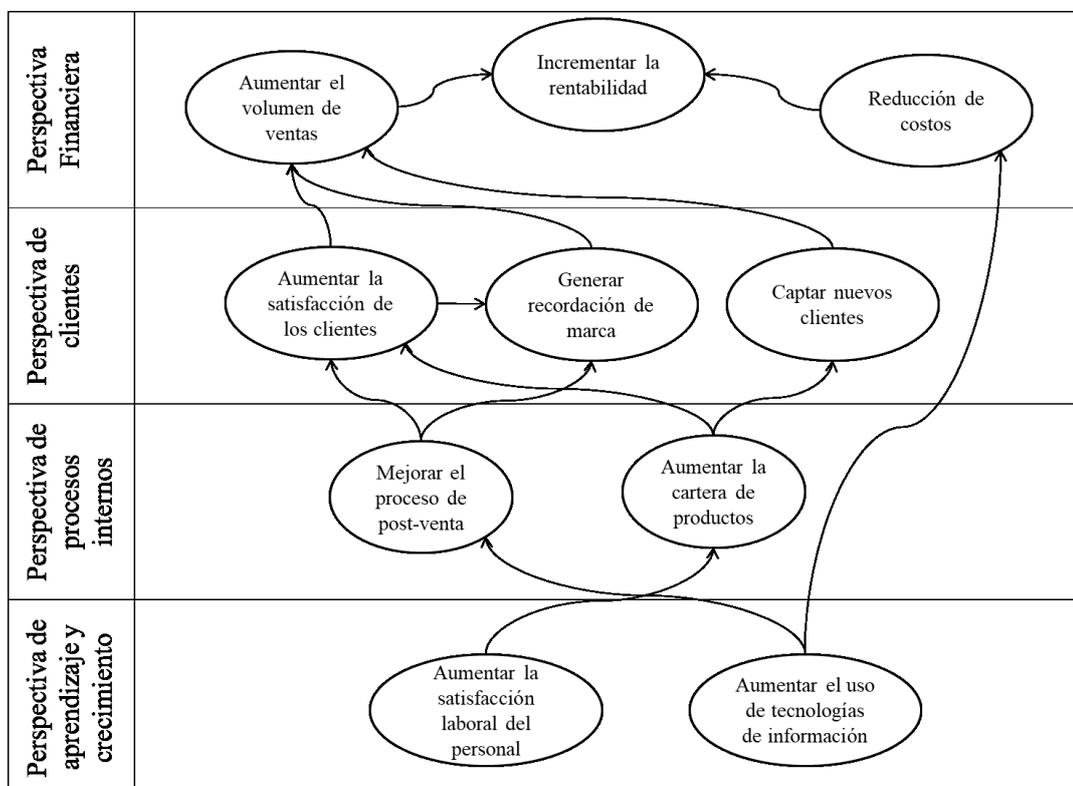 Perspectiva
Financiera
Aumentar el
volumen de
ventas
Incrementar la
rentabilidad
Reducción de
costos
Perspectiva de
clientes
Aumentar la
satisfacción de
los clientes
Generar
recordación de
marca
Captar nuevos
clientes
Perspectiva de
procesos
internos
Mejorar el
proceso de
post-venta
Aumentar la
cartera de
productos
Perspectiva de
aprendizaje y
crecimiento
Aumentar la
satisfacción
laboral del
personal
Aumentar el uso
de tecnologías
de información